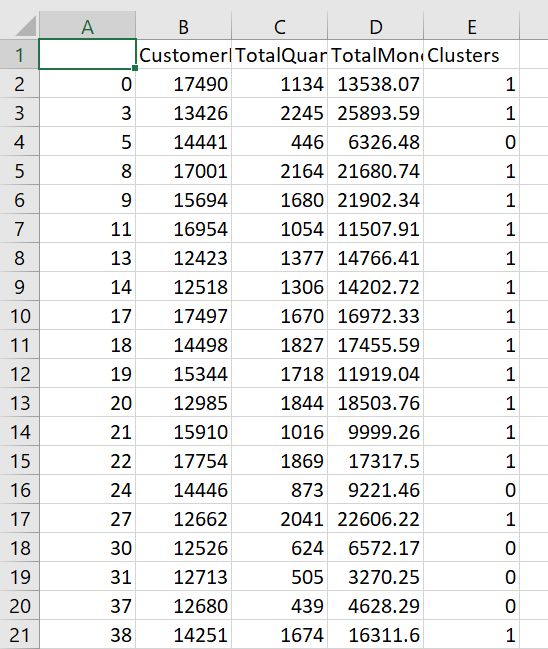 A B C D E
1 CustomerI TotalQuan TotalMone Clusters
2 0 17490 1134 13538.07 1
3 3 13426 2245 25893.59 1
4 5 14441 446 6326.48 0
5 8 17001 2164 21680.74 1
6 9 15694 1680 21902.34 1
7 11 16954 1054 11507.91 1
8 13 12423 1377 14766.41 1
9 14 12518 1306 14202.72 1
10 17 17497 1670 16972.33 1
11 18 14498 1827 17455.59 1
12 19 15344 1718 11919.04 1
13 20 12985 1844 18503.76 1
14 21 15910 1016 9999.26 1
15 22 17754 1869 17317.5 1
16 24 14446 873 9221.46 0
17 27 12662 2041 22606.22 1
18 30 12526 624 6572.17 0
19 31 12713 505 3270.25 0
20 37 12680 439 4628.29 0
21 38 14251 1674 16311.6 1